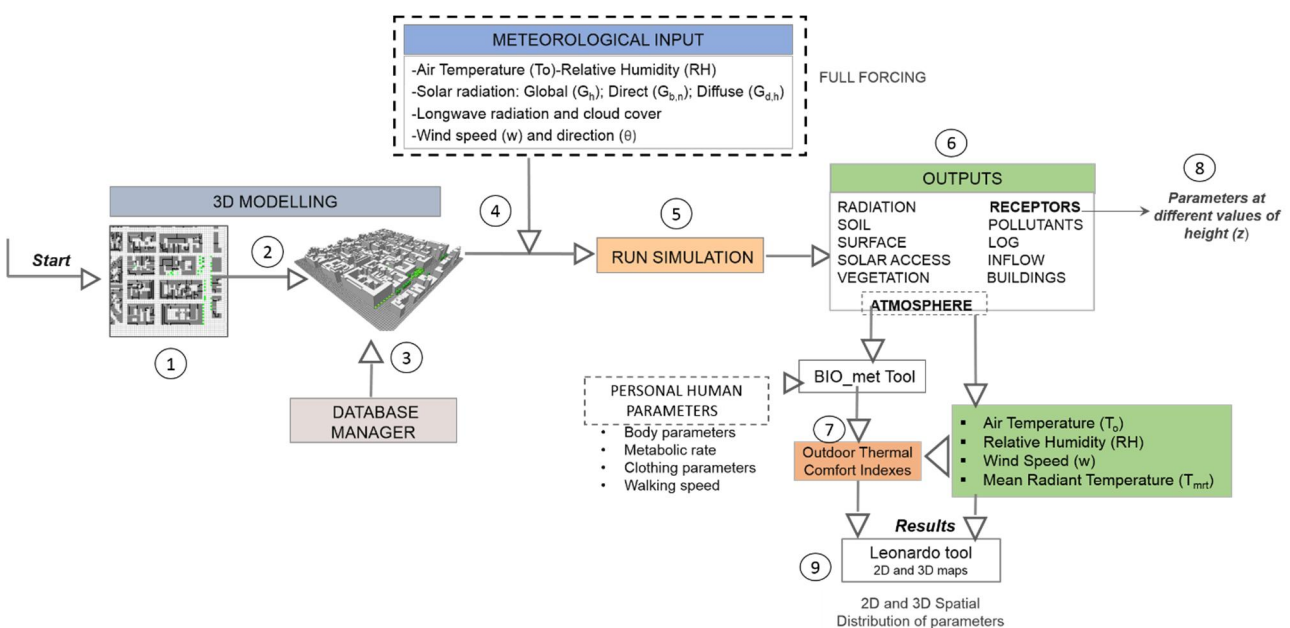 METEOROLOGICAL INPUT
-Air Temperature (To)-Relative Humidity (RH)
-Solar radiation: Global (Gh); Direct (Gb,n); Diffuse (Gd,h)
-Longwave radiation and cloud cover
-Wind speed (w) and direction (θ)
FULL FORCING
3D MODELLING
Start
1
2
3
DATABASE
MANAGER
4
5
RUN SIMULATION
6
OUTPUTS
RADIATION
SOIL
SURFACE
SOLAR ACCESS
VEGETATION
RECEPTORS
POLLUTANTS
LOG
INFLOW
BUILDINGS
ATMOSPHERE
8
Parameters at
different values of
height (z)
BIO_met Tool
PERSONAL HUMAN
PARAMETERS
• Body parameters
• Metabolic rate
• Clothing parameters
• Walking speed
7
Outdoor Thermal
Comfort Indexes
▪ Air Temperature (To)
▪ Relative Humidity (RH)
▪ Wind Speed (w)
▪ Mean Radiant Temperature (Tmrt)
Results
9
Leonardo tool
2D and 3D maps
2D and 3D Spatial
Distribution of parameters